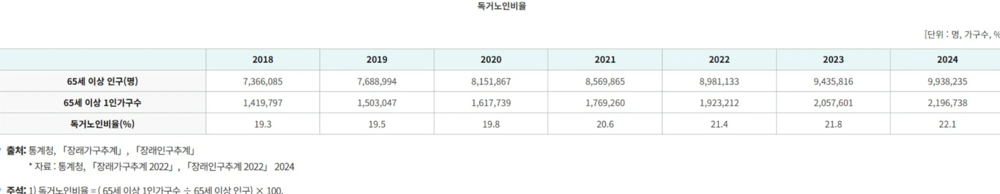 독거노인비율
[단위 : 명, 가구수, %
2018 2019 2020 2021 2022 2023 2024
65세 이상 인구(명) 7,366,085 7,688,994 8,151,867 8,569,865 8,981,133 9,435,816 9,938,235
65세 이상 1인가구수 1,419,797 1,503,047 1,617,739 1,769,260 1,923,212 2,057,601 2,196,738
독거노인비율(%) 19.3 19.5 19.8 20.6 21.4 21.8 22.1
출처: 통계청, 「장래가구추계」, 「장래인구추계」
* 자료 : 통계청, 「장래가구추계 2022」, 「장래인구추계 2022」 2024
주석: 1) 독거노인비율 = ( 65세 이상 1인가구수 ÷ 65세 이상 인구) × 100.